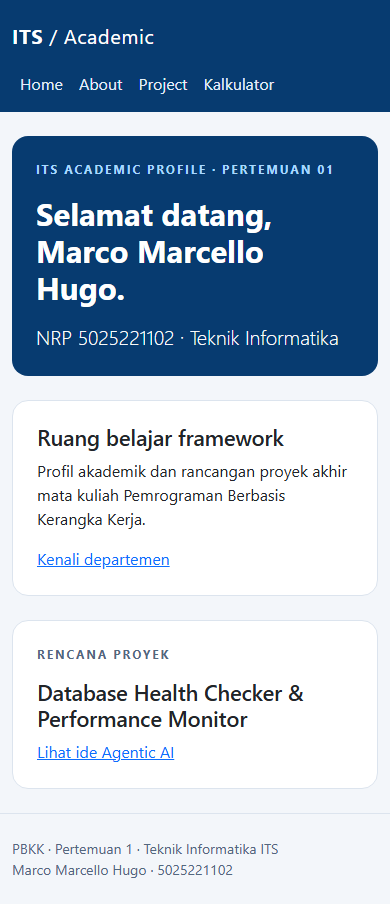 ITS / Academic
Home About Project Kalkulator
ITS ACADEMIC PROFILE · PERTEMUAN 01
Selamat datang,
Marco Marcello
Hugo.
NRP 5025221102 · Teknik Informatika
Ruang belajar framework
Profil akademik dan rancangan proyek akhir
mata kuliah Pemrograman Berbasis
Kerangka Kerja.
Kenali departemen
RENCANA PROYEK
Database Health Checker &
Performance Monitor
Lihat ide Agentic AI
PBKK · Pertemuan 1 · Teknik Informatika ITS
Marco Marcello Hugo · 5025221102